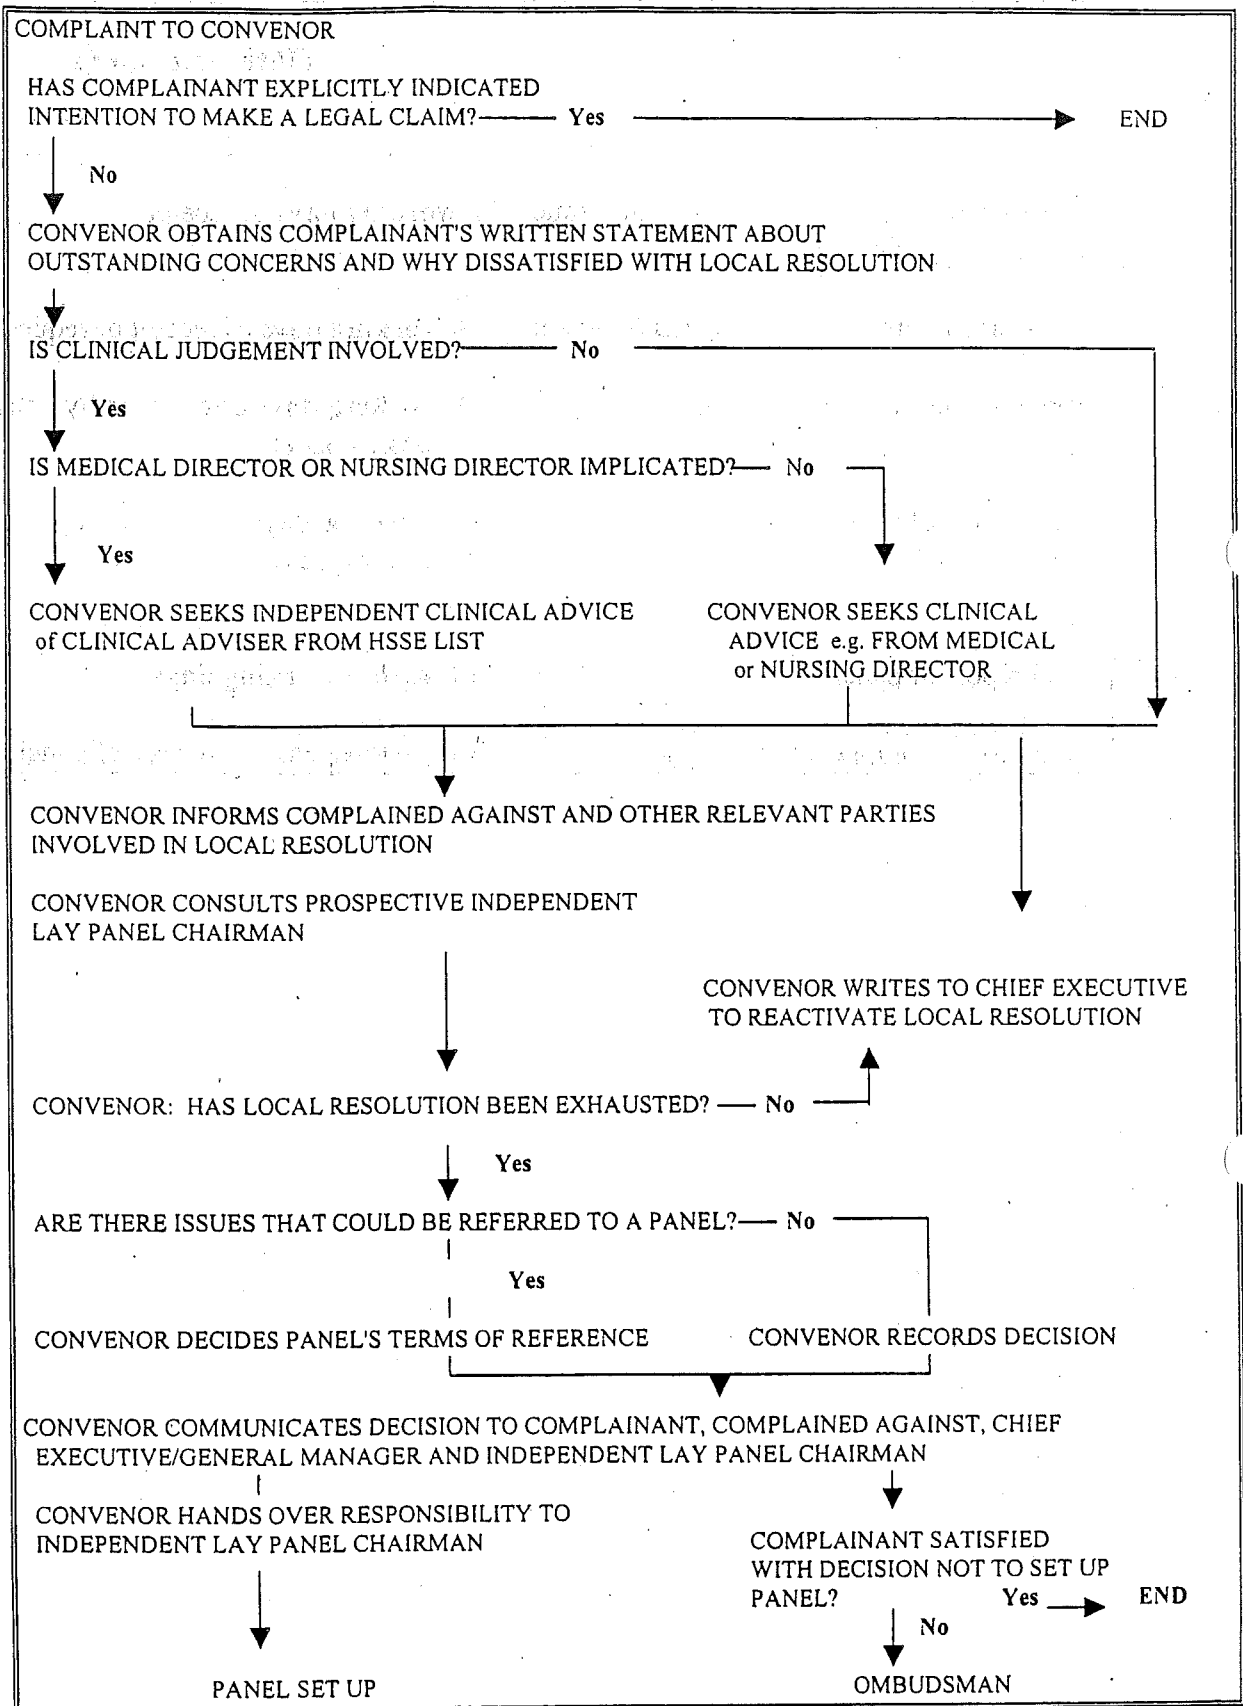 COMPLAINT TO CONVENOR
HAS COMPLAINANT EXPLICITLY INDICATED
INTENTION TO MAKE A LEGAL CLAIM? Yes END
No
CONVENOR OBTAINS COMPLAINANT'S WRITTEN STATEMENT ABOUT
OUTSTANDING CONCERNS AND WHY DISSATISFIED WITH LOCAL RESOLUTION
IS CLINICAL JUDGEMENT INVOLVED? No
Yes
IS MEDICAL DIRECTOR OR NURSING DIRECTOR IMPLICATED? No
Yes
CONVENOR SEEKS INDEPENDENT CLINICAL ADVICE
of CLINICAL ADVISER FROM HSSE LIST
CONVENOR SEEKS CLINICAL
ADVICE e.g. FROM MEDICAL
or NURSING DIRECTOR
CONVENOR INFORMS COMPLAINED AGAINST AND OTHER RELEVANT PARTIES
INVOLVED IN LOCAL RESOLUTION
CONVENOR CONSULTS PROSPECTIVE INDEPENDENT
LAY PANEL CHAIRMAN
CONVENOR WRITES TO CHIEF EXECUTIVE
TO REACTIVATE LOCAL RESOLUTION
CONVENOR: HAS LOCAL RESOLUTION BEEN EXHAUSTED? No
Yes
ARE THERE ISSUES THAT COULD BE REFERRED TO A PANEL? No
Yes
CONVENOR DECIDES PANEL'S TERMS OF REFERENCE
CONVENOR RECORDS DECISION
CONVENOR COMMUNICATES DECISION TO COMPLAINANT, COMPLAINED AGAINST, CHIEF
EXECUTIVE/GENERAL MANAGER AND INDEPENDENT LAY PANEL CHAIRMAN
CONVENOR HANDS OVER RESPONSIBILITY TO
INDEPENDENT LAY PANEL CHAIRMAN
COMPLAINANT SATISFIED
WITH DECISION NOT TO SET UP
PANEL? Yes END
No
PANEL SET UP
OMBUDSMAN